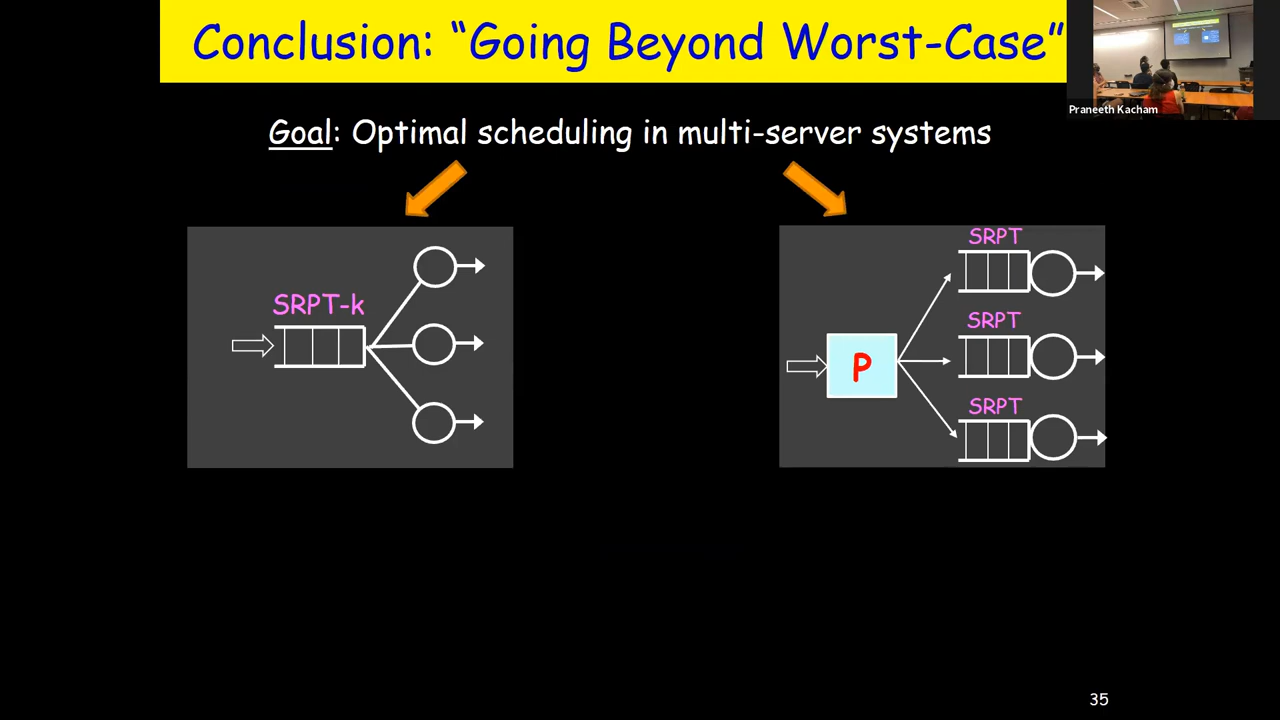 Conclusion: “Going Beyond Worst-Case”
Praneeth Kacham
Goal: Optimal scheduling in multi-server systems
SRPT-k
SRPT
SRPT
P
SRPT
35